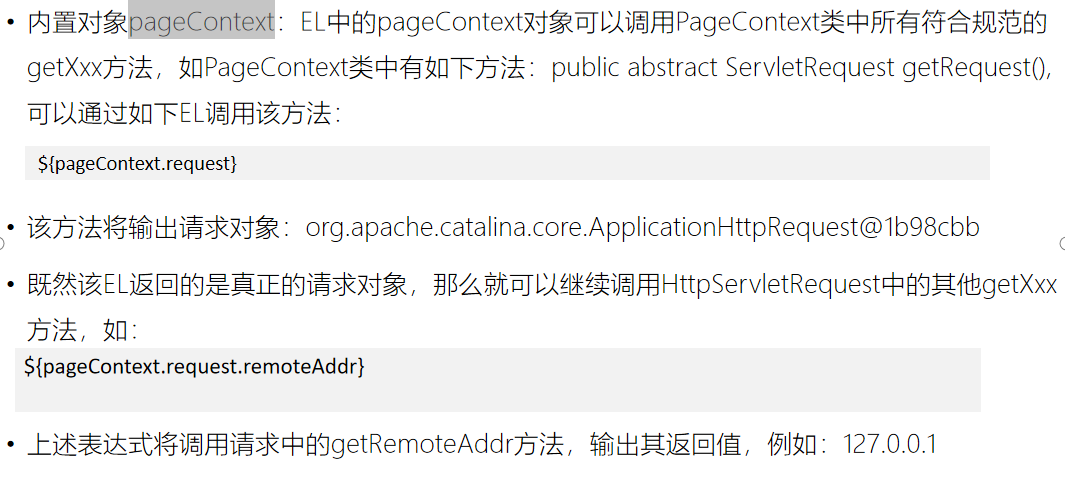 • 内置对象pageContext：EL中的pageContext对象可以调用PageContext类中所有符合规范的
getXxx方法，如PageContext类中有如下方法：public abstract ServletRequest getRequest(),
可以通过如下EL调用该方法：
${pageContext.request}
• 该方法将输出请求对象：org.apache.catalina.core.ApplicationHttpRequest@1b98cbb
• 既然该EL返回的是真正的请求对象，那么就可以继续调用HttpServletRequest中的其他getXxx
方法，如：
${pageContext.request.remoteAddr}
• 上述表达式将调用请求中的getRemoteAddr方法，输出其返回值，例如：127.0.0.1